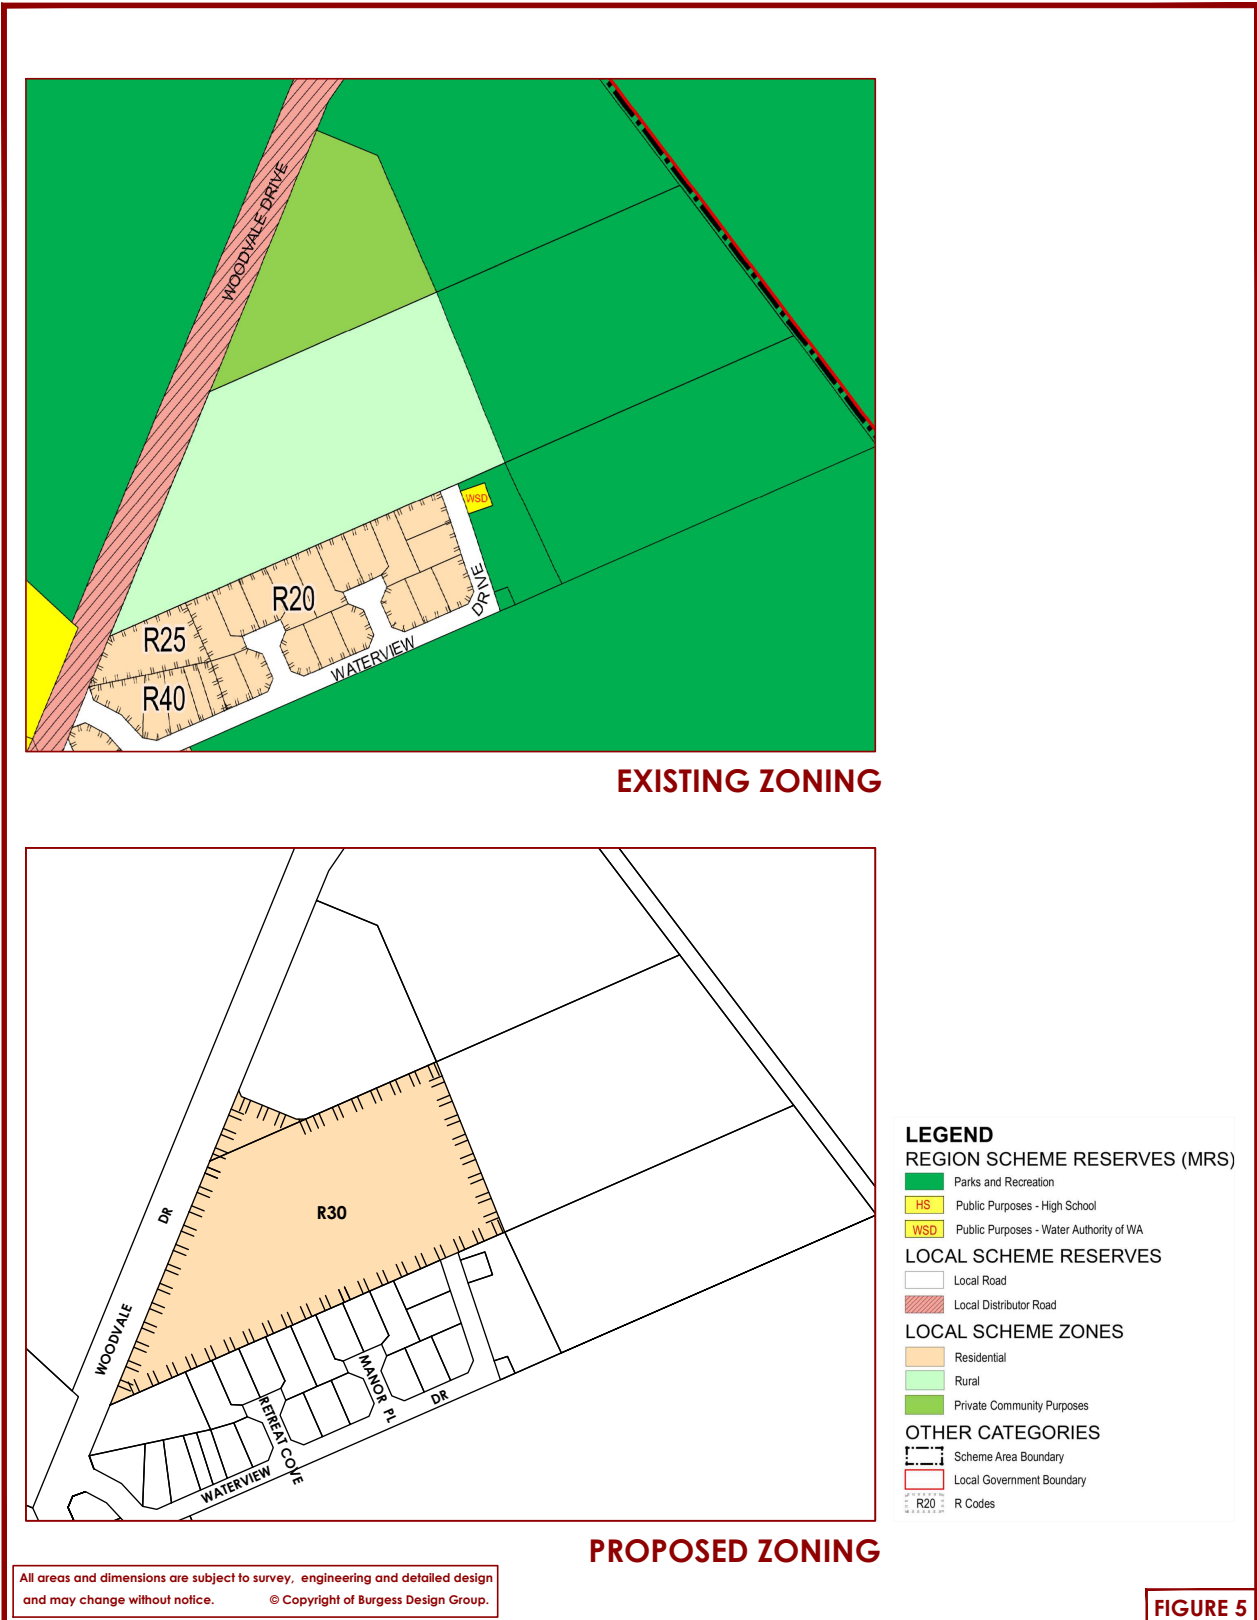 WOODVALE DRIVE
WSD
R20
R25
R40
WATERVIEW
DRIVE
EXISTING ZONING
R30
WOODVALE
DR
MANOR PL
RETREAT COVE
WATERVIEW
DR
PROPOSED ZONING
LEGEND
REGION SCHEME RESERVES (MRS)
Parks and Recreation
HS Public Purposes - High School
WSD Public Purposes - Water Authority of WA
LOCAL SCHEME RESERVES
Local Road
Local Distributor Road
LOCAL SCHEME ZONES
Residential
Rural
Private Community Purposes
OTHER CATEGORIES
Scheme Area Boundary
Local Government Boundary
R20 R Codes
All areas and dimensions are subject to survey, engineering and detailed design
and may change without notice. © Copyright of Burgess Design Group.
FIGURE 5